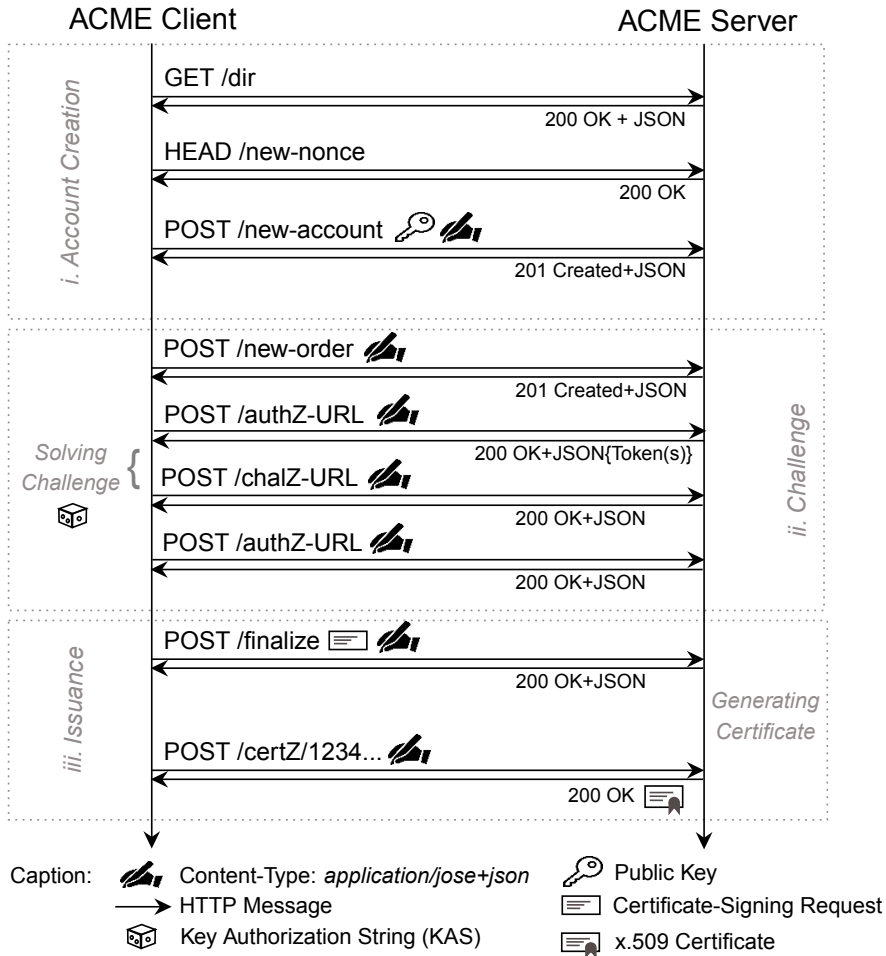 ACME Client
ACME Server
i. Account Creation
GET /dir
200 OK + JSON
HEAD /new-nonce
200 OK
POST /new-account
201 Created+JSON
ii. Challenge
POST /new-order
201 Created+JSON
POST /authZ-URL
200 OK+JSON{Token(s)}
Solving
Challenge {
POST /chalZ-URL
200 OK+JSON
POST /authZ-URL
200 OK+JSON
iii. Issuance
POST /finalize
200 OK+JSON
Generating
Certificate
POST /certZ/1234...
200 OK
Caption:
Content-Type: application/jose+json
HTTP Message
Key Authorization String (KAS)
Public Key
Certificate-Signing Request
x.509 Certificate